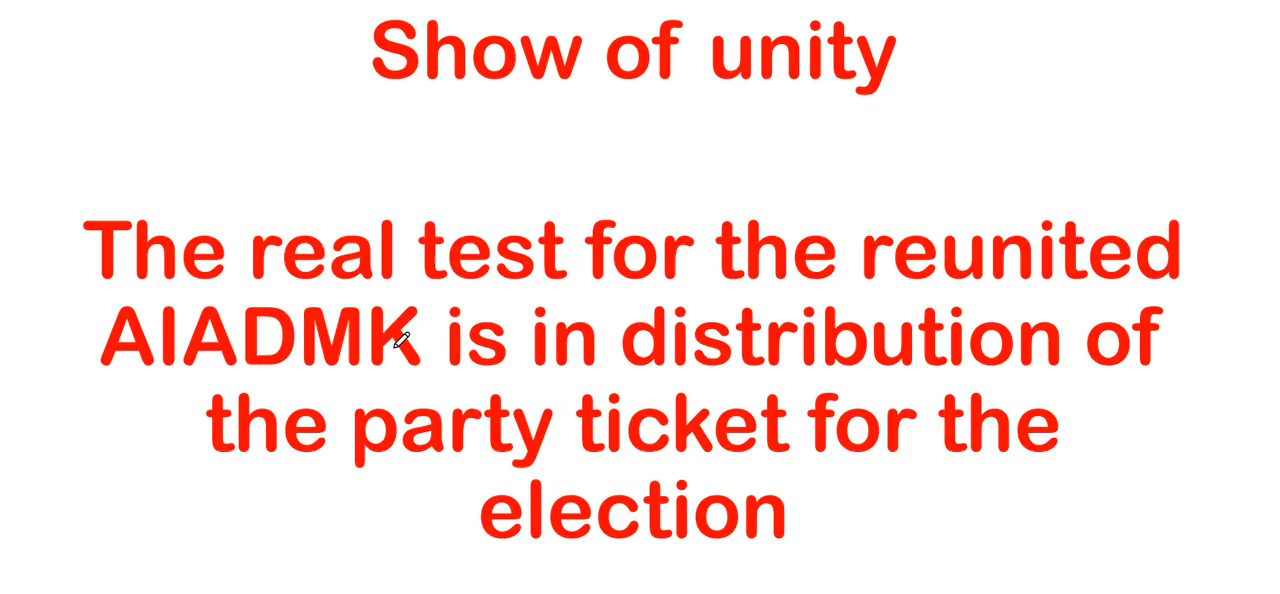 Show of unity
The real test for the reunited
AIADMK is in distribution of
the party ticket for the
election